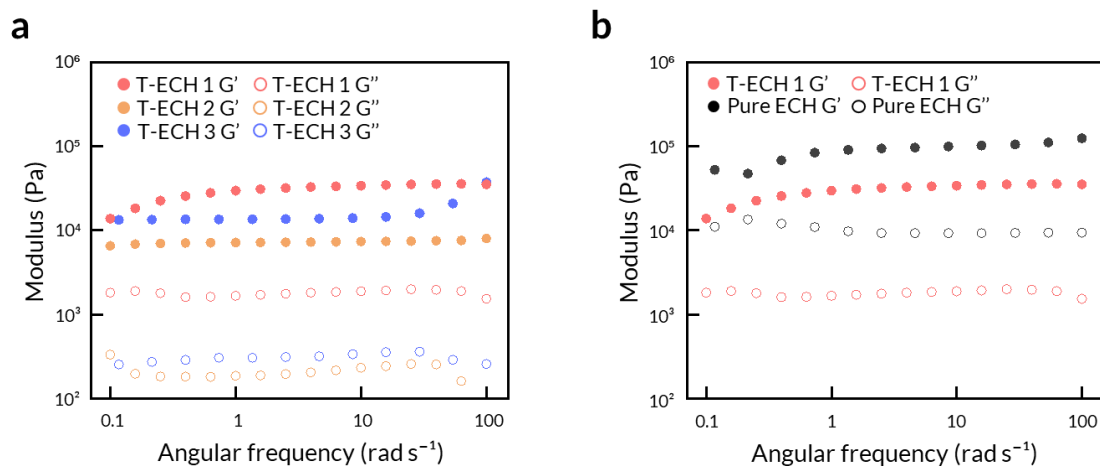 a
10⁶
T-ECH 1 G’ T-ECH 1 G’’
T-ECH 2 G’ T-ECH 2 G’’
T-ECH 3 G’ T-ECH 3 G’’
10⁵
10⁴
10³
10²
Modulus (Pa)
0.1 1 10 100
Angular frequency (rad s⁻¹)
b
10⁶
T-ECH 1 G’ T-ECH 1 G’’
Pure ECH G’ Pure ECH G’’
10⁵
10⁴
10³
10²
Modulus (Pa)
0.1 1 10 100
Angular frequency (rad s⁻¹)